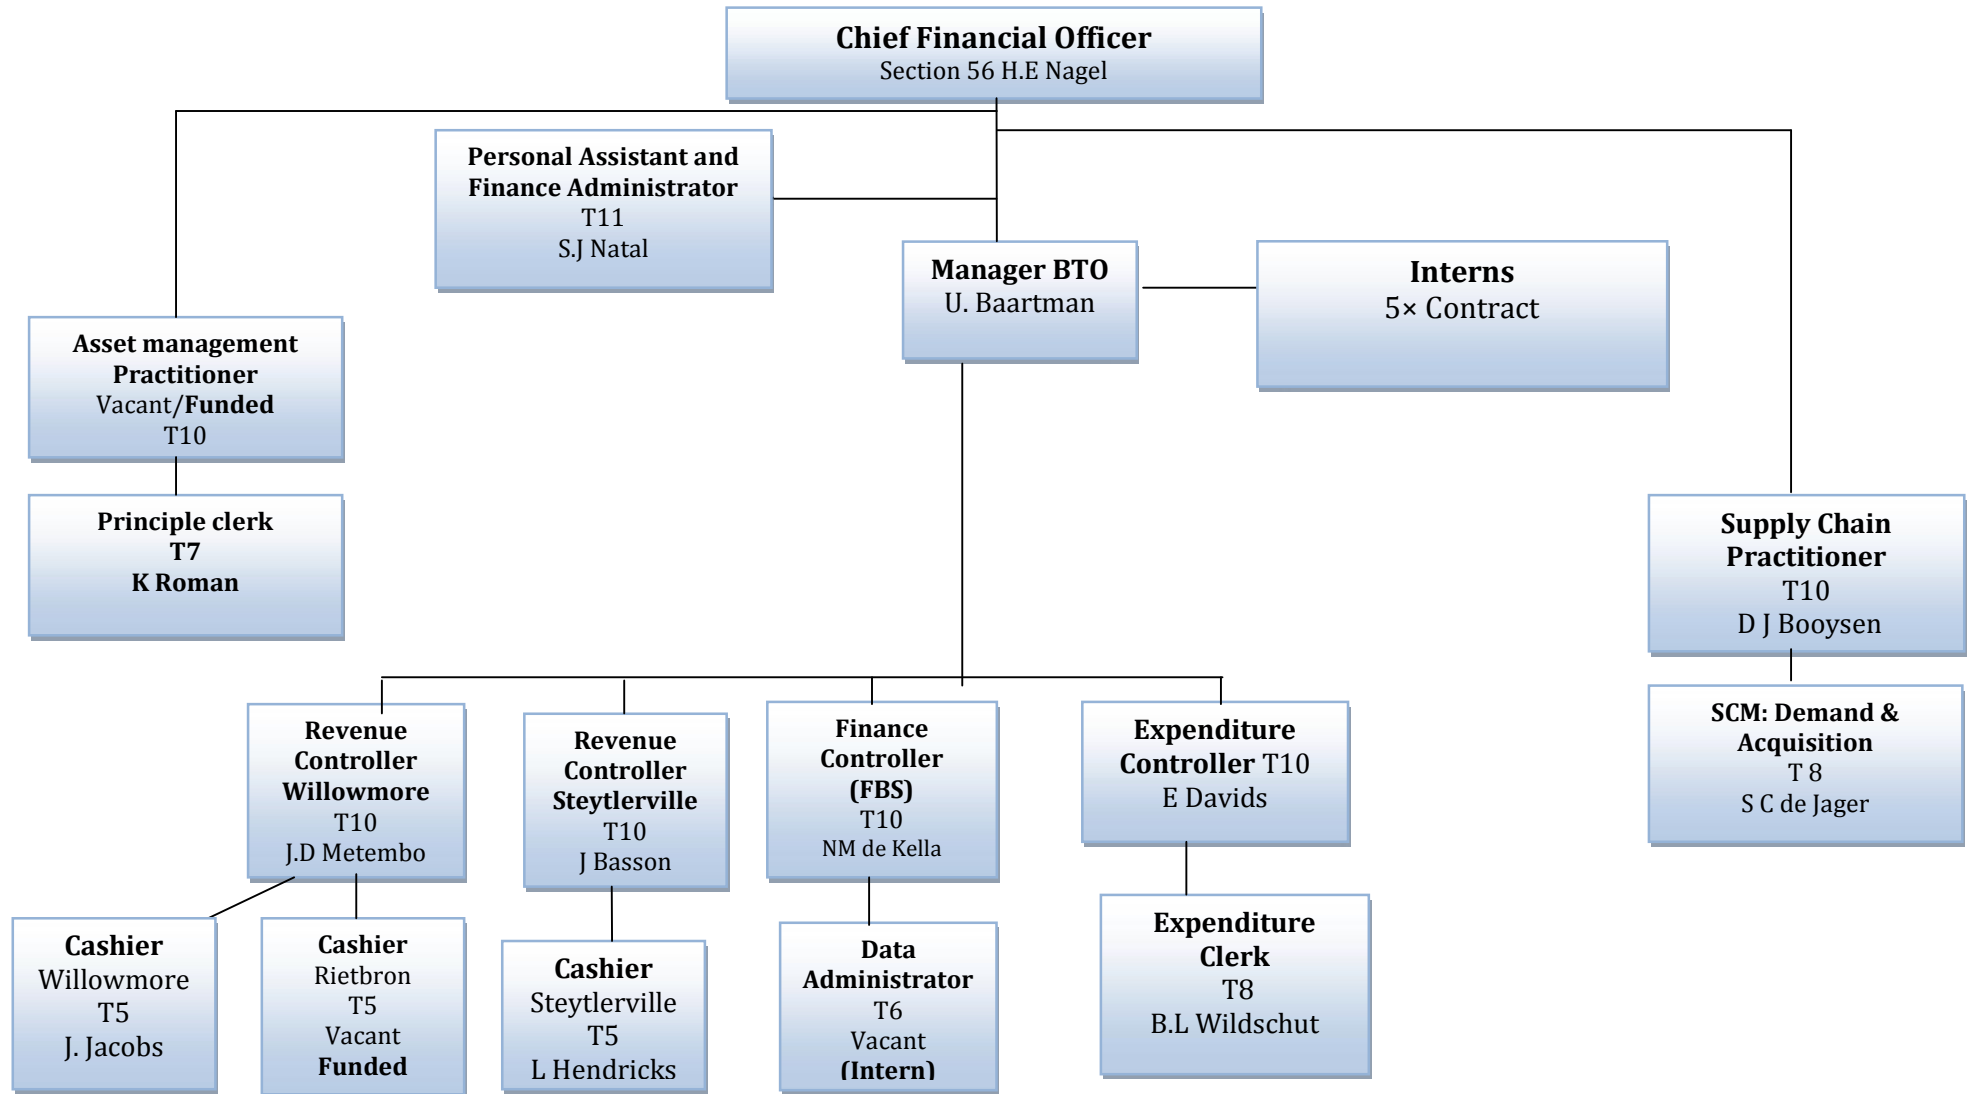 Chief Financial Officer
Section 56 H.E Nagel
Personal Assistant and
Finance Administrator
T11
S.J Natal
Manager BTO
U. Baartman
Interns
5× Contract
Asset management
Practitioner
Vacant/Funded
T10
Principle clerk
T7
K Roman
Supply Chain
Practitioner
T10
D J Booysen
SCM: Demand &
Acquisition
T 8
S C de Jager
Revenue
Controller
Willowmore
T10
J.D Metembo
Revenue
Controller
Steytlerville
T10
J Basson
Finance
Controller
(FBS)
T10
NM de Kella
Expenditure
Controller T10
E Davids
Cashier
Willowmore
T5
J. Jacobs
Cashier
Rietbron
T5
Vacant
Funded
Cashier
Steytlerville
T5
L Hendricks
Data
Administrator
T6
Vacant
(Intern)
Expenditure
Clerk
T8
B.L Wildschut